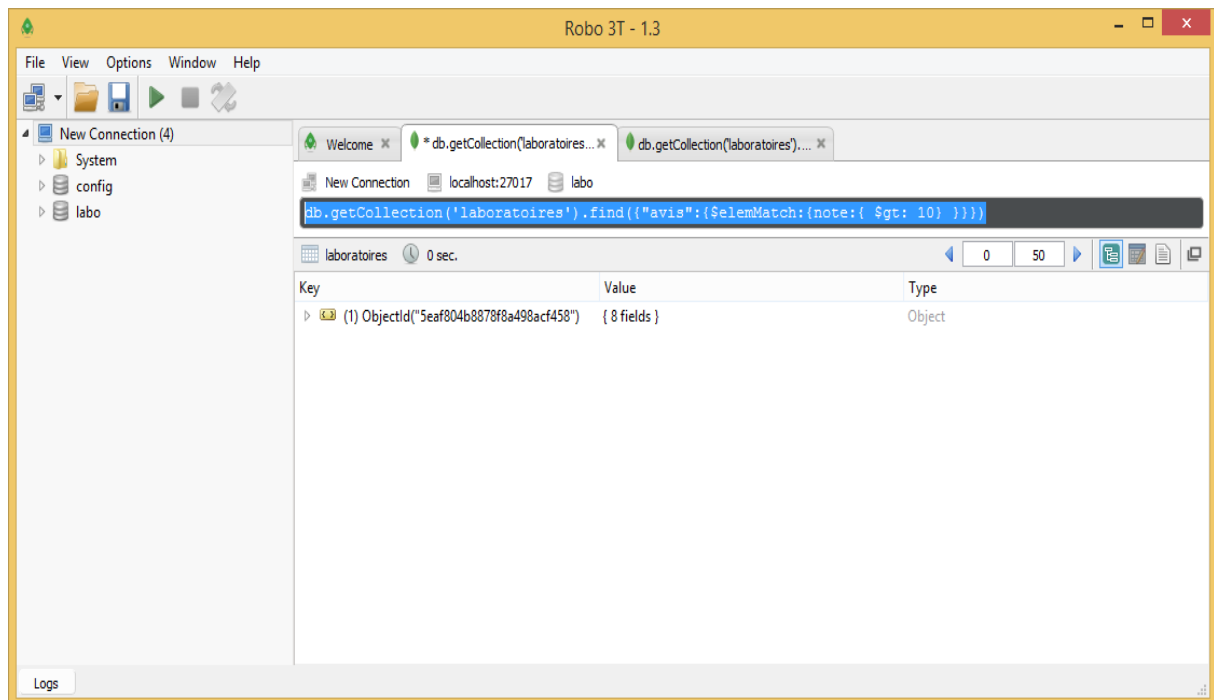 Robo 3T - 1.3
File View Options Window Help
New Connection (4)
System
config
labo
Welcome
* db.getCollection('laboratoires...
db.getCollection('laboratoires')....
New Connection localhost:27017 labo
db.getCollection('laboratoires').find({"avis":{$elemMatch:{note:{ $gt: 10} }}})
laboratoires 0 sec. 0 50
Key Value Type
(1) ObjectId("5eaf804b8878f8a498acf458") { 8 fields } Object
Logs